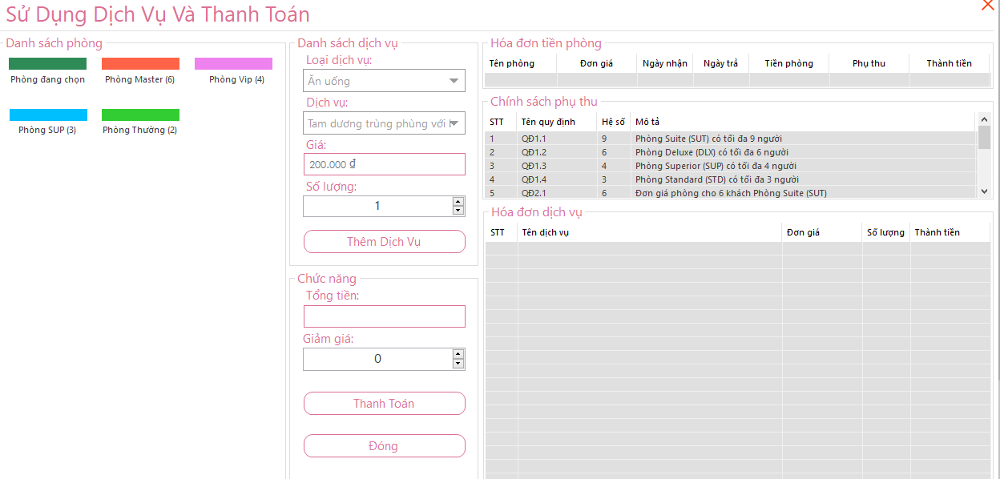 Sử Dụng Dịch Vụ Và Thanh Toán
Danh sách phòng
Phòng đang chọn
Phòng Master (6)
Phòng Vip (4)
Phòng SUP (3)
Phòng Thường (2)
Danh sách dịch vụ
Loại dịch vụ:
Ăn uống
Dịch vụ:
Tam dương trùng phùng với
Giá:
200.000 ₫
Số lượng:
1
Thêm Dịch Vụ
Chức năng
Tổng tiền:
Giảm giá:
0
Thanh Toán
Đóng
Hóa đơn tiền phòng
Tên phòng Đơn giá Ngày nhận Ngày trả Tiền phòng Phụ thu Thành tiền
Chính sách phụ thu
STT Tên quy định Hệ số Mô tả
1 QĐ1.1 9 Phòng Suite (SUT) có tối đa 9 người
2 QĐ1.2 6 Phòng Deluxe (DLX) có tối đa 6 người
3 QĐ1.3 4 Phòng Superior (SUP) có tối đa 4 người
4 QĐ1.4 3 Phòng Standard (STD) có tối đa 3 người
5 QĐ2.1 6 Đơn giá phòng cho 6 khách Phòng Suite (SUT)
Hóa đơn dịch vụ
STT Tên dịch vụ Đơn giá Số lượng Thành tiền